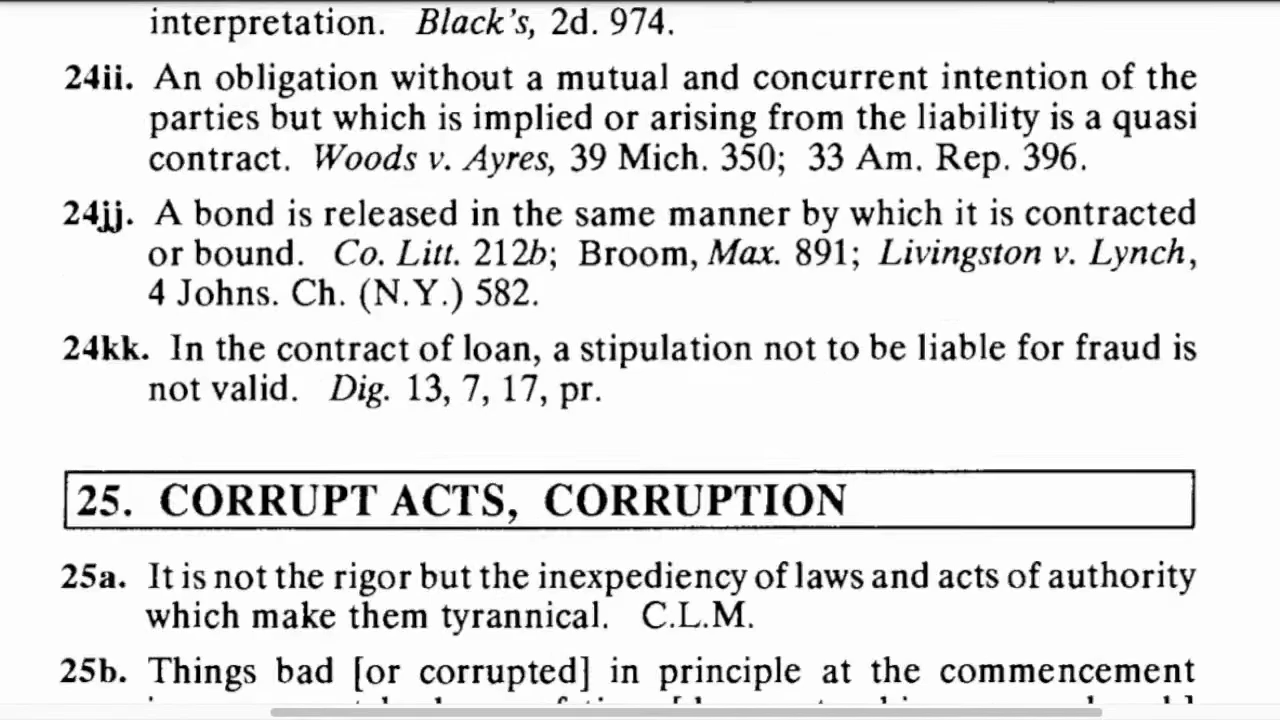 interpretation. Black's, 2d. 974.
24ii. An obligation without a mutual and concurrent intention of the
parties but which is implied or arising from the liability is a quasi
contract. Woods v. Ayres, 39 Mich. 350; 33 Am. Rep. 396.
24jj. A bond is released in the same manner by which it is contracted
or bound. Co. Litt. 212b; Broom, Max. 891; Livingston v. Lynch,
4 Johns. Ch. (N.Y.) 582.
24kk. In the contract of loan, a stipulation not to be liable for fraud is
not valid. Dig. 13, 7, 17, pr.
25. CORRUPT ACTS, CORRUPTION
25a. It is not the rigor but the inexpediency of laws and acts of authority
which make them tyrannical. C.L.M.
25b. Things bad [or corrupted] in principle at the commencement